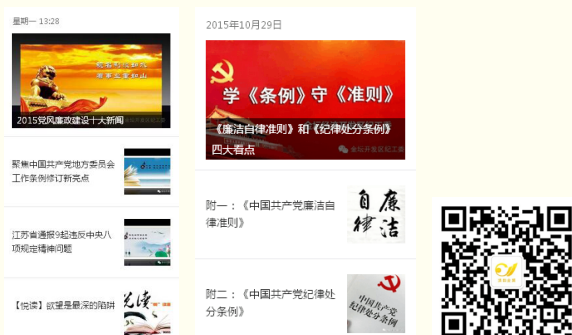 星期一 13:28
2015党风廉政建设十大新闻
聚焦中国共产党地方委员会
工作条例修订新亮点
江苏省通报9起违反中央八
项规定精神问题
【悦读】欲望是最深的陷阱
悦读
2015年10月29日
学《条例》守《准则》
《廉洁自律准则》和《纪律处分条例》
四大看点
附一：《中国共产党廉洁自
律准则》
廉洁
自律
附二：《中国共产党纪律处
分条例》
中国共产党
纪律处分条例